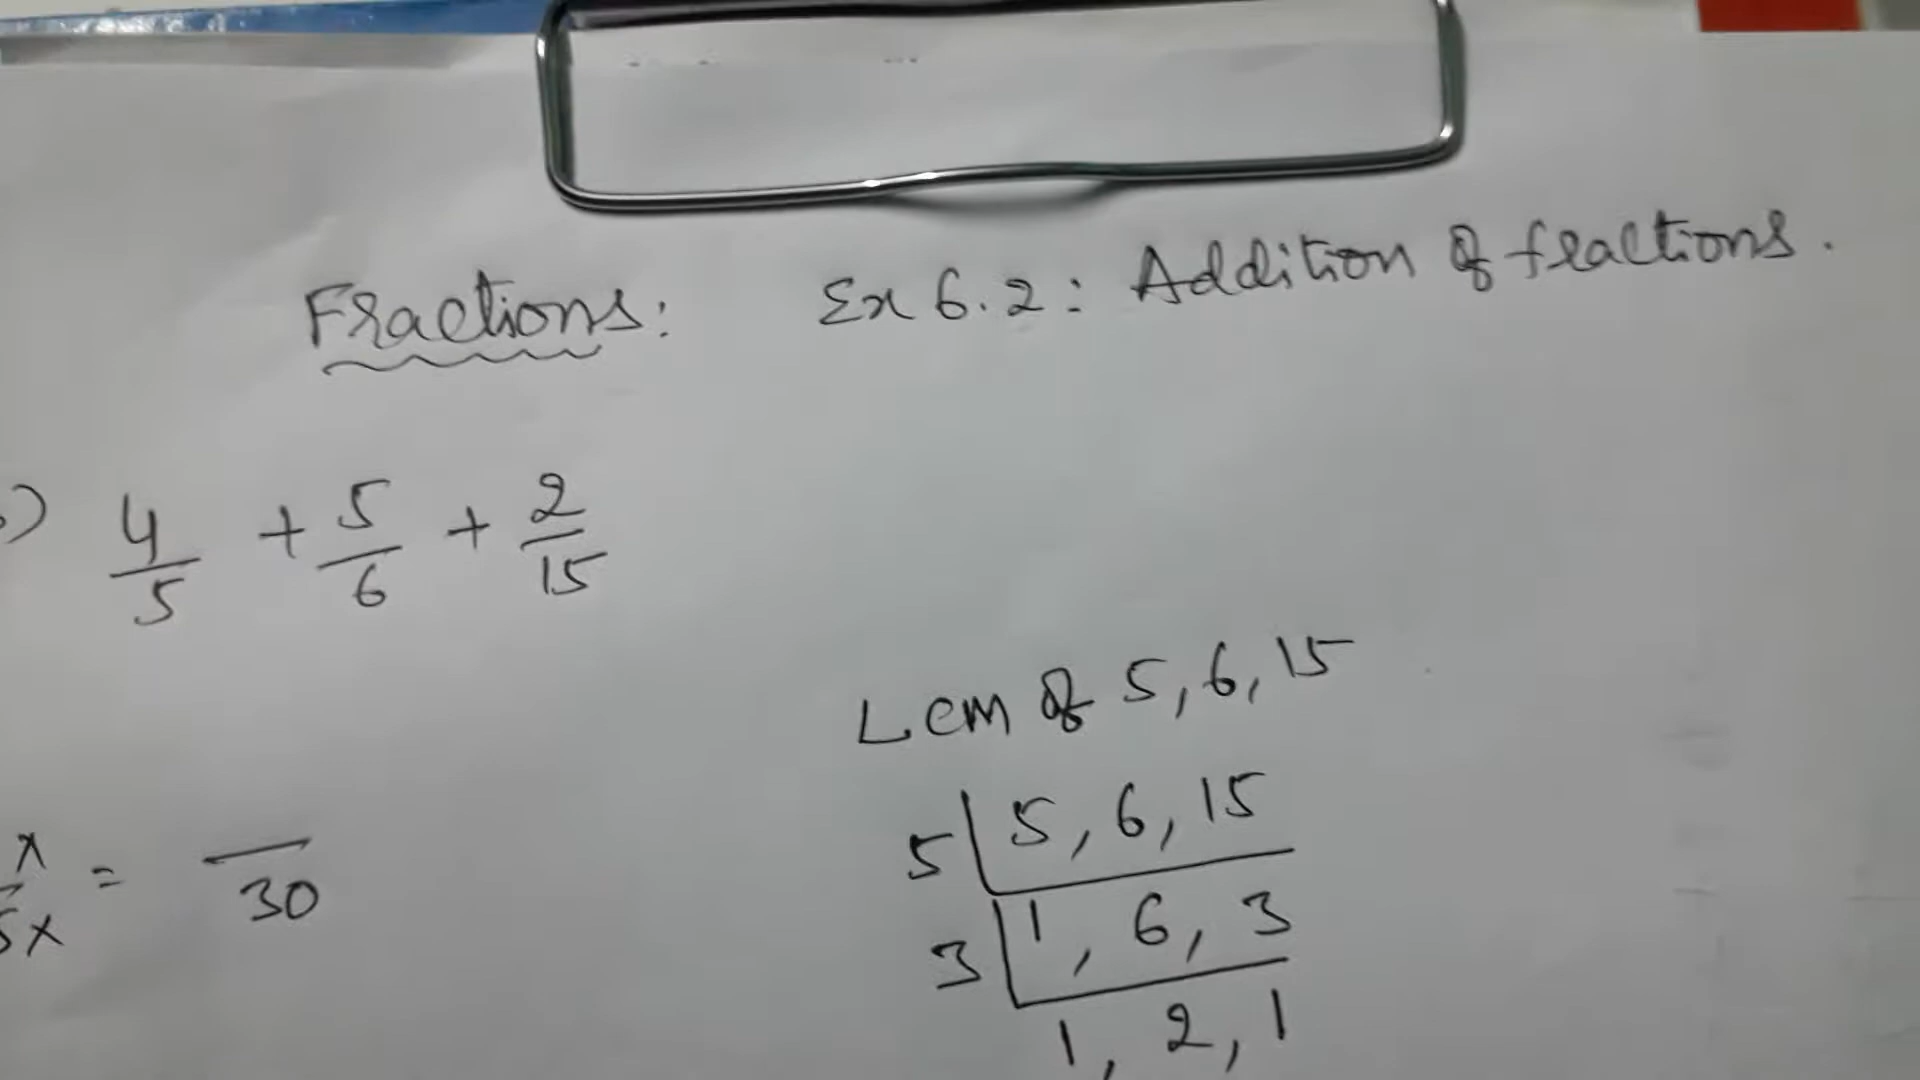 Fractions: Ex 6.2: Addition of fractions.
) 4/5 + 5/6 + 2/15
LCM of 5, 6, 15
5 | 5, 6, 15
x/5x = /30
3 | 1, 6, 3
1, 2, 1